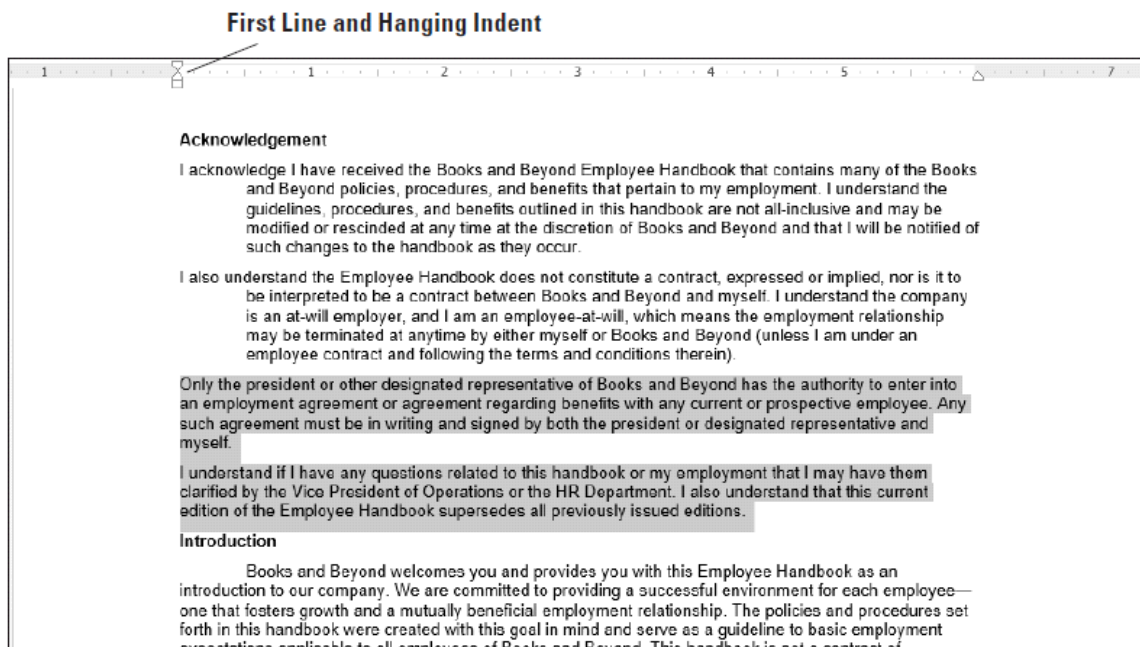 First Line and Hanging Indent
1 1 2 3 4 5 7
Acknowledgement
I acknowledge I have received the Books and Beyond Employee Handbook that contains many of the Books
and Beyond policies, procedures, and benefits that pertain to my employment. I understand the
guidelines, procedures, and benefits outlined in this handbook are not all-inclusive and may be
modified or rescinded at any time at the discretion of Books and Beyond and that I will be notified of
such changes to the handbook as they occur.
I also understand the Employee Handbook does not constitute a contract, expressed or implied, nor is it to
be interpreted to be a contract between Books and Beyond and myself. I understand the company
is an at-will employer, and I am an employee-at-will, which means the employment relationship
may be terminated at anytime by either myself or Books and Beyond (unless I am under an
employee contract and following the terms and conditions therein).
Only the president or other designated representative of Books and Beyond has the authority to enter into
an employment agreement or agreement regarding benefits with any current or prospective employee. Any
such agreement must be in writing and signed by both the president or designated representative and
myself.
I understand if I have any questions related to this handbook or my employment that I may have them
clarified by the Vice President of Operations or the HR Department. I also understand that this current
edition of the Employee Handbook supersedes all previously issued editions.
Introduction
Books and Beyond welcomes you and provides you with this Employee Handbook as an
introduction to our company. We are committed to providing a successful environment for each employee—
one that fosters growth and a mutually beneficial employment relationship. The policies and procedures set
forth in this handbook were created with this goal in mind and serve as a guideline to basic employment